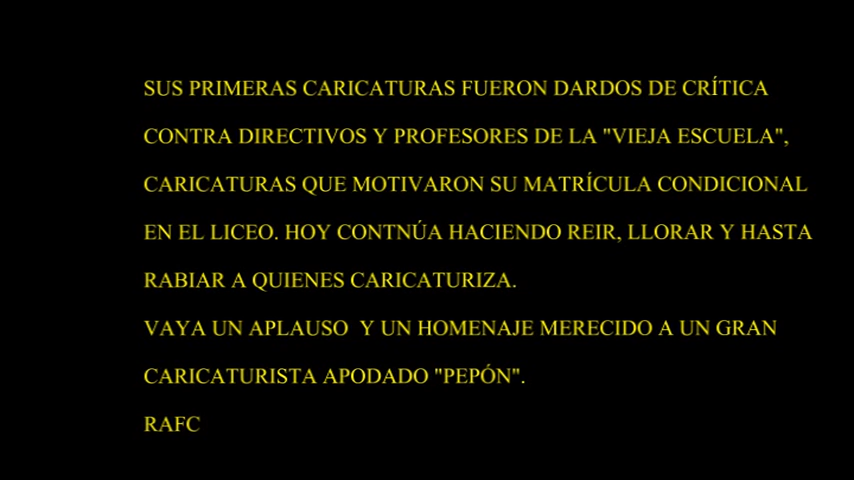 SUS PRIMERAS CARICATURAS FUERON DARDOS DE CRÍTICA
CONTRA DIRECTIVOS Y PROFESORES DE LA "VIEJA ESCUELA",
CARICATURAS QUE MOTIVARON SU MATRÍCULA CONDICIONAL
EN EL LICEO. HOY CONTNÚA HACIENDO REIR, LLORAR Y HASTA
RABIAR A QUIENES CARICATURIZA.
VAYA UN APLAUSO  Y UN HOMENAJE MERECIDO A UN GRAN
CARICATURISTA APODADO "PEPÓN".
RAFC